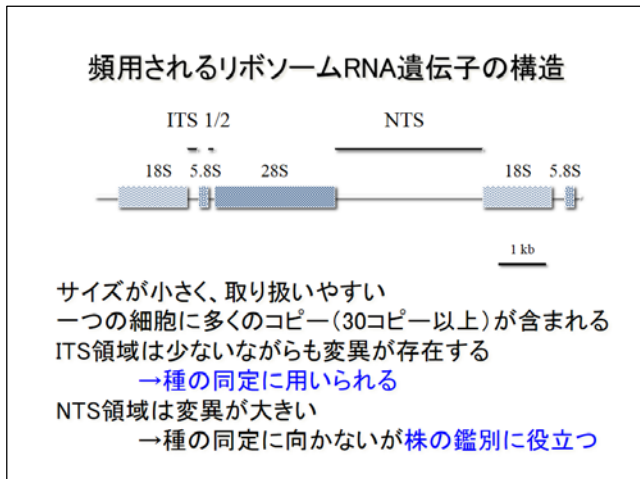 頻用されるリボソームRNA遺伝子の構造
ITS 1/2 NTS
18S 5.8S 28S 18S 5.8S
1 kb
サイズが小さく、取り扱いやすい
一つの細胞に多くのコピー(30コピー以上)が含まれる
ITS領域は少ないながらも変異が存在する
→種の同定に用いられる
NTS領域は変異が大きい
→種の同定に向かないが株の鑑別に役立つ